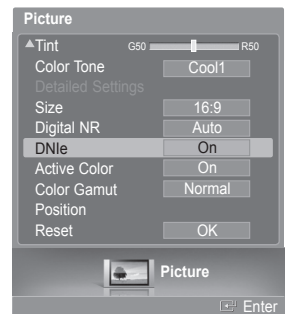 Picture
▲Tint G50 R50
Color Tone Cool1
Detailed Settings
Size 16:9
Digital NR Auto
DNIe On
Active Color On
Color Gamut Normal
Position
Reset OK
Picture
Enter